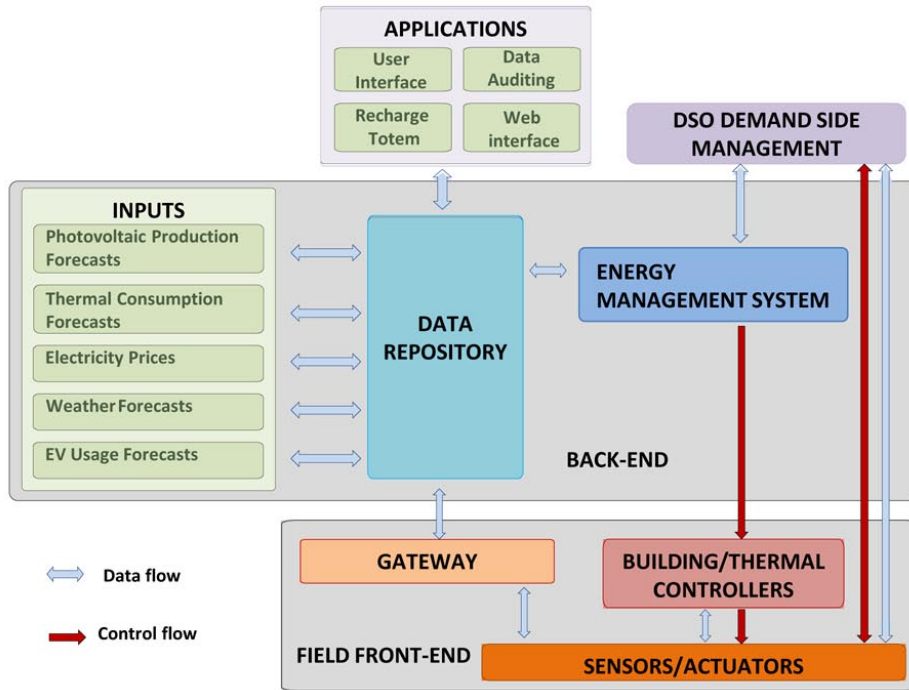 APPLICATIONS
User
Interface
Data
Auditing
Recharge
Totem
Web
interface
DSO DEMAND SIDE
MANAGEMENT
INPUTS
Photovoltaic Production
Forecasts
Thermal Consumption
Forecasts
Electricity Prices
Weather Forecasts
EV Usage Forecasts
DATA
REPOSITORY
ENERGY
MANAGEMENT SYSTEM
BACK-END
GATEWAY
BUILDING/THERMAL
CONTROLLERS
Data flow
Control flow
FIELD FRONT-END
SENSORS/ACTUATORS